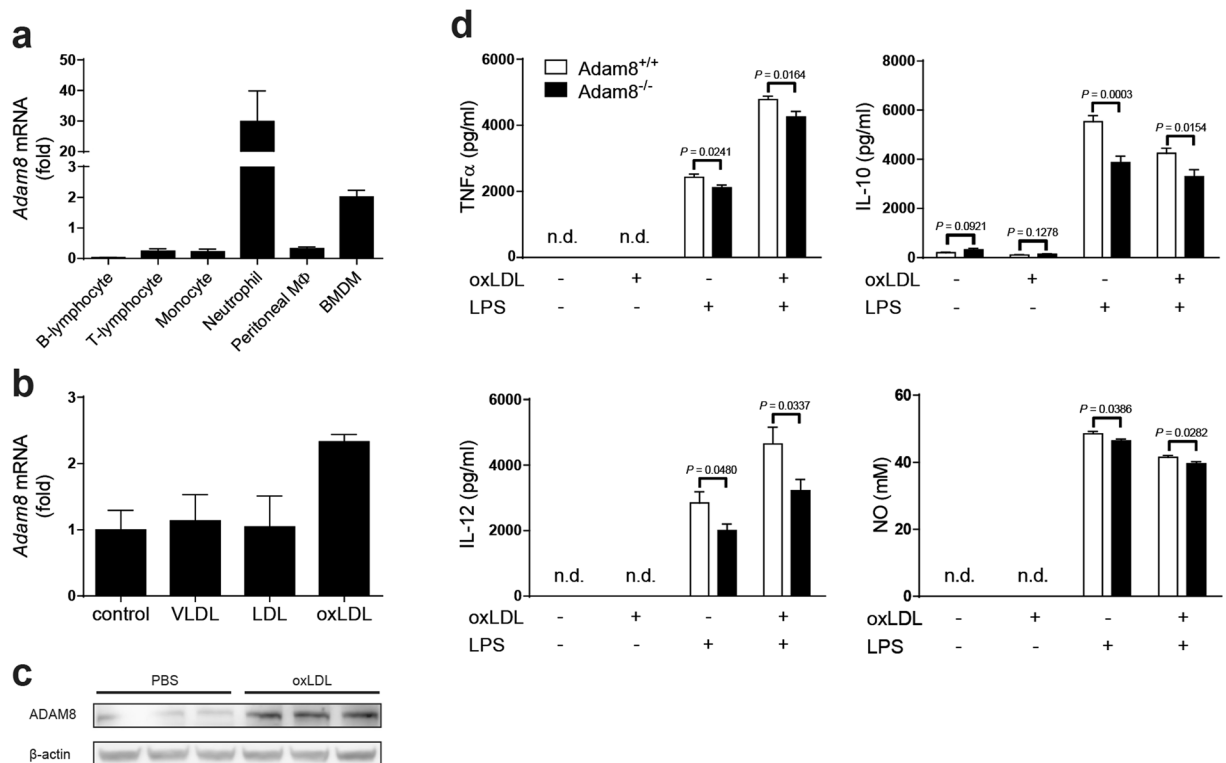 a
Adam8 mRNA
(fold)
50
40
30
20
3
2
1
0
B-lymphocyte
T-lymphocyte
Monocyte
Neutrophil
Peritoneal MΦ
BMDM
b
Adam8 mRNA
(fold)
3
2
1
0
control VLDL LDL oxLDL
c
PBS oxLDL
ADAM8
β-actin
d
Adam8+/+
Adam8-/-
TNFα (pg/ml)
6000
4000
2000
0
n.d. n.d.
P = 0.0241
P = 0.0164
oxLDL - + - +
LPS - - + +
IL-10 (pg/ml)
8000
6000
4000
2000
0
P = 0.0921
P = 0.1278
P = 0.0003
P = 0.0154
- + - +
- - + +
IL-12 (pg/ml)
6000
4000
2000
0
n.d. n.d.
P = 0.0480
P = 0.0337
oxLDL - + - +
LPS - - + +
NO (mM)
60
40
20
0
n.d. n.d.
P = 0.0386
P = 0.0282
oxLDL - + - +
LPS - - + +